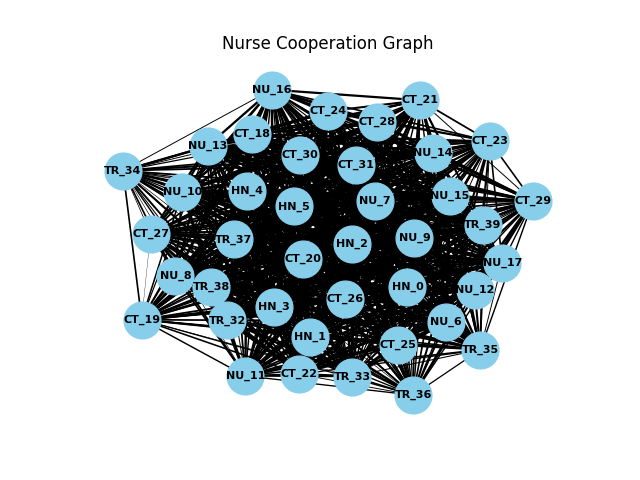 Nurse Cooperation Graph
NU_16
CT_21
CT_24
CT_28
CT_18
CT_23
NU_13
NU_14
CT_30
CT_31
TR_34
NU_10
HN_4
NU_15
NU_7
CT_29
HN_5
TR_39
CT_27
TR_37
NU_9
HN_2
CT_20
NU_17
NU_8
TR_38
HN_0
NU_12
CT_26
HN_3
CT_19
TR_32
NU_6
HN_1
CT_25
TR_35
NU_11
CT_22
TR_33
TR_36